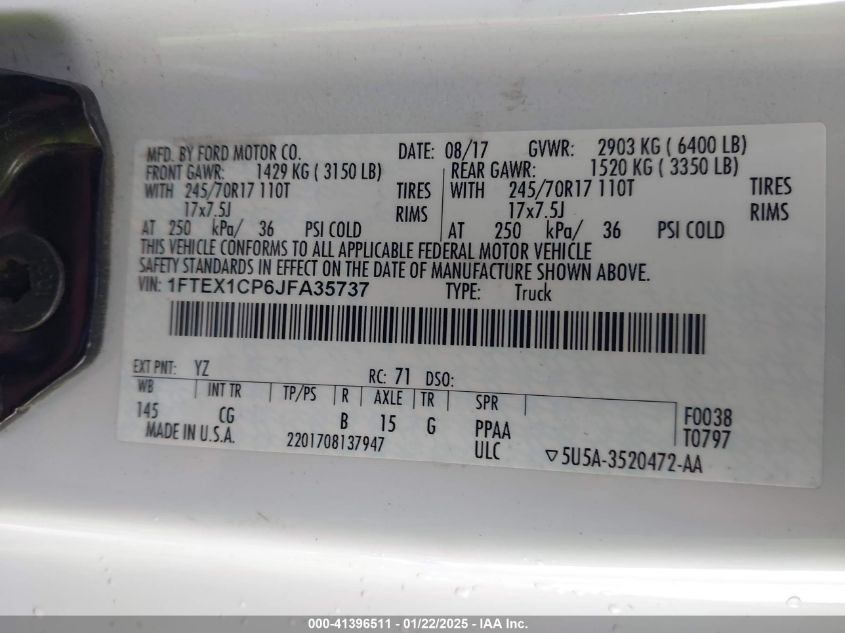 MFD. BY FORD MOTOR CO. DATE: 08/17 GVWR: 2903 KG ( 6400 LB)
FRONT GAWR: 1429 KG ( 3150 LB) REAR GAWR: 1520 KG ( 3350 LB)
WITH 245/70R17 110T TIRES WITH 245/70R17 110T TIRES
17x7.5J RIMS 17x7.5J RIMS
AT 250 kPa/ 36 PSI COLD AT 250 kPa/ 36 PSI COLD
THIS VEHICLE CONFORMS TO ALL APPLICABLE FEDERAL MOTOR VEHICLE
SAFETY STANDARDS IN EFFECT ON THE DATE OF MANUFACTURE SHOWN ABOVE.
VIN: 1FTEX1CP6JFA35737 TYPE: Truck
EXT PNT: YZ RC: 71 DSO:
WB INT TR TP/PS R AXLE TR SPR
145 CG B 15 G PPAA F0038
MADE IN U.S.A. 2201708137947 ULC T0797
▽5U5A-3520472-AA
000-41396511 - 01/22/2025 - IAA Inc.